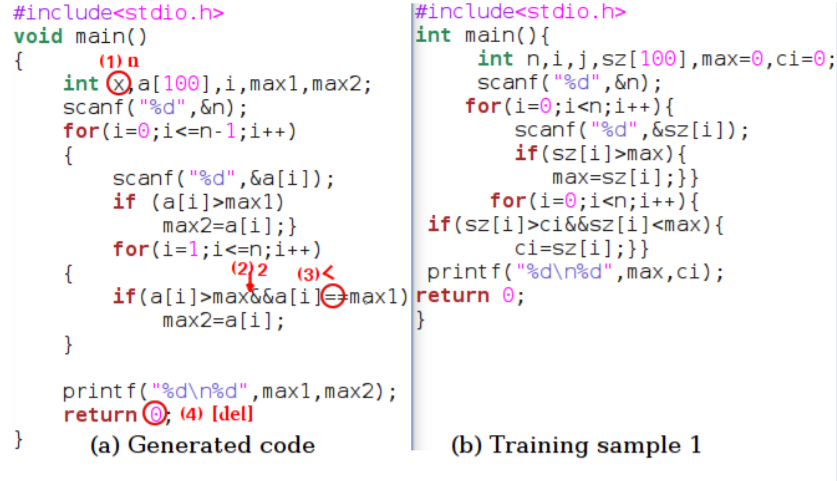 #include<stdio.h>
void main()
{
(1) n
int x,a[100],i,max1,max2;
scanf("%d",&n);
for(i=0;i<=n-1;i++)
{
scanf("%d",&a[i]);
if (a[i]>max1)
max2=a[i];}
for(i=1;i<=n;i++)
{
(2) 2 (3) <
if(a[i]>max&&a[i]==max1)
max2=a[i];
}
printf("%d\n%d",max1,max2);
return 0; (4) [del]
}
(a) Generated code
#include<stdio.h>
int main(){
int n,i,j,sz[100],max=0,ci=0;
scanf("%d",&n);
for(i=0;i<n;i++){
scanf("%d",&sz[i]);
if(sz[i]>max){
max=sz[i];}}
for(i=0;i<n;i++){
if(sz[i]>ci&&sz[i]<max){
ci=sz[i];}}
printf("%d\n%d",max,ci);
return 0;
}
(b) Training sample 1